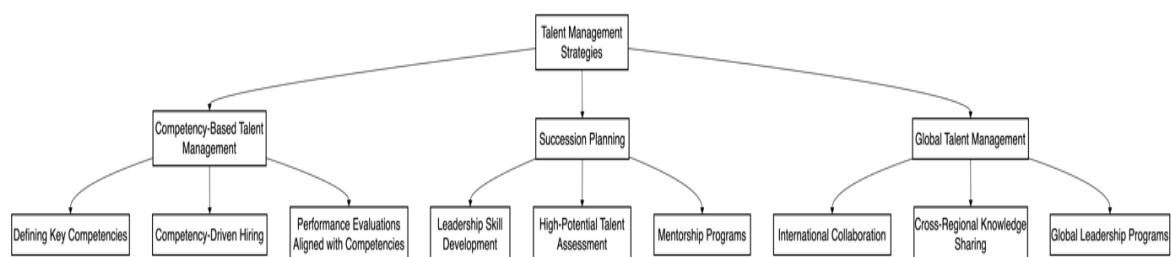 Talent Management
Strategies
Competency-Based Talent
Management
Succession Planning
Global Talent Management
Defining Key Competencies
Competency-Driven Hiring
Performance Evaluations
Aligned with Competencies
Leadership Skill
Development
High-Potential Talent
Assessment
Mentorship Programs
International Collaboration
Cross-Regional Knowledge
Sharing
Global Leadership Programs